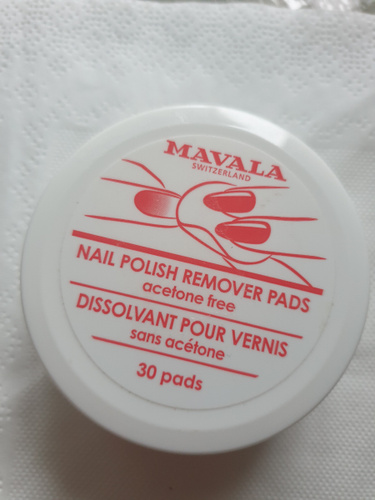 MAVALA
SWITZERLAND
NAIL POLISH REMOVER PADS
acetone free
DISSOLVANT POUR VERNIS
sans acétone
30 pads